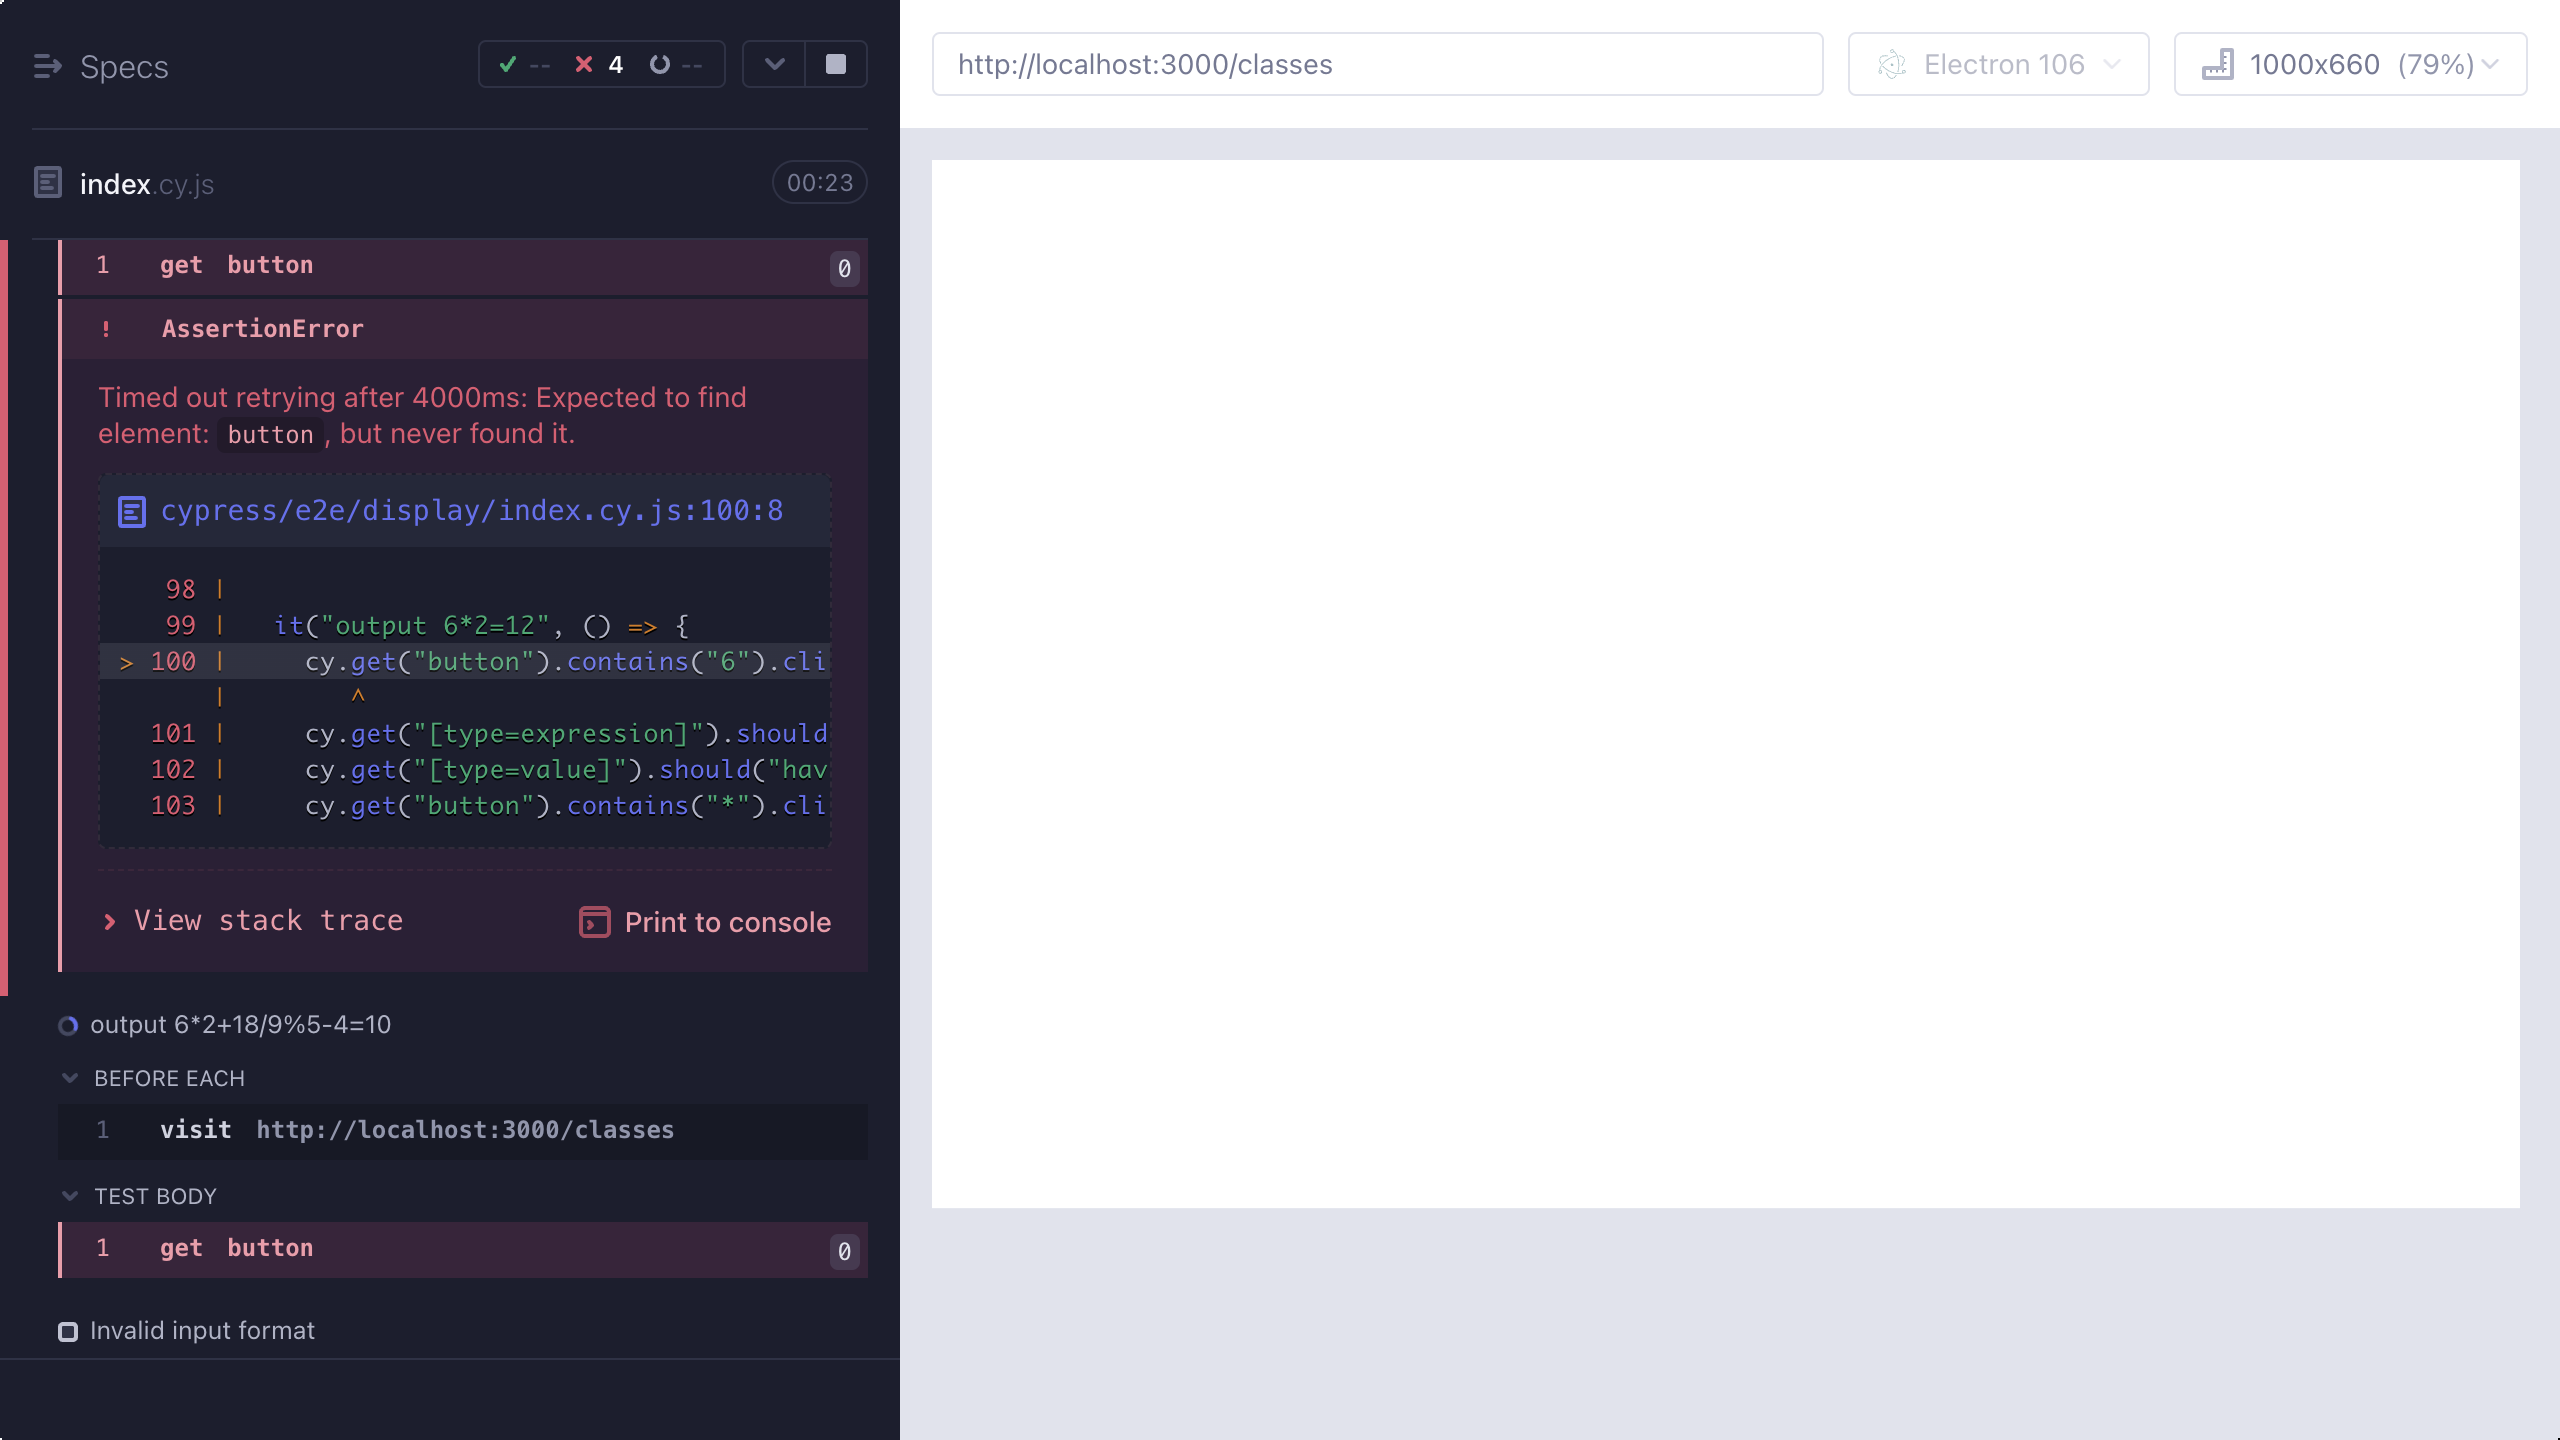 Specs
-- 4 --
index.cy.js
00:23
1 get button 0
! AssertionError
Timed out retrying after 4000ms: Expected to find
element: button, but never found it.
cypress/e2e/display/index.cy.js:100:8
98 |
99 | it("output 6*2=12", () => {
> 100 | cy.get("button").contains("6").cli
| ^
101 | cy.get("[type=expression]").should
102 | cy.get("[type=value]").should("hav
103 | cy.get("button").contains("*").cli
View stack trace
Print to console
output 6*2+18/9%5-4=10
BEFORE EACH
1 visit http://localhost:3000/classes
TEST BODY
1 get button 0
Invalid input format
http://localhost:3000/classes
Electron 106
1000x660 (79%)